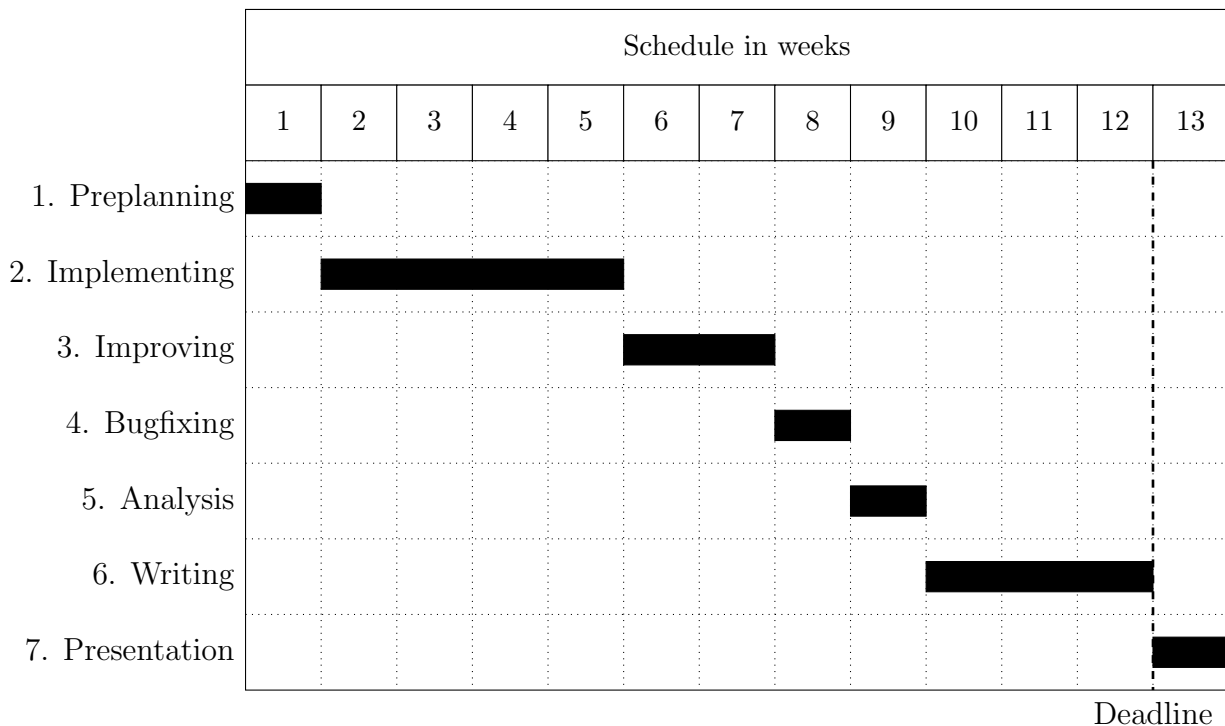 Schedule in weeks
1 2 3 4 5 6 7 8 9 10 11 12 13
1. Preplanning
2. Implementing
3. Improving
4. Bugfixing
5. Analysis
6. Writing
7. Presentation
Deadline